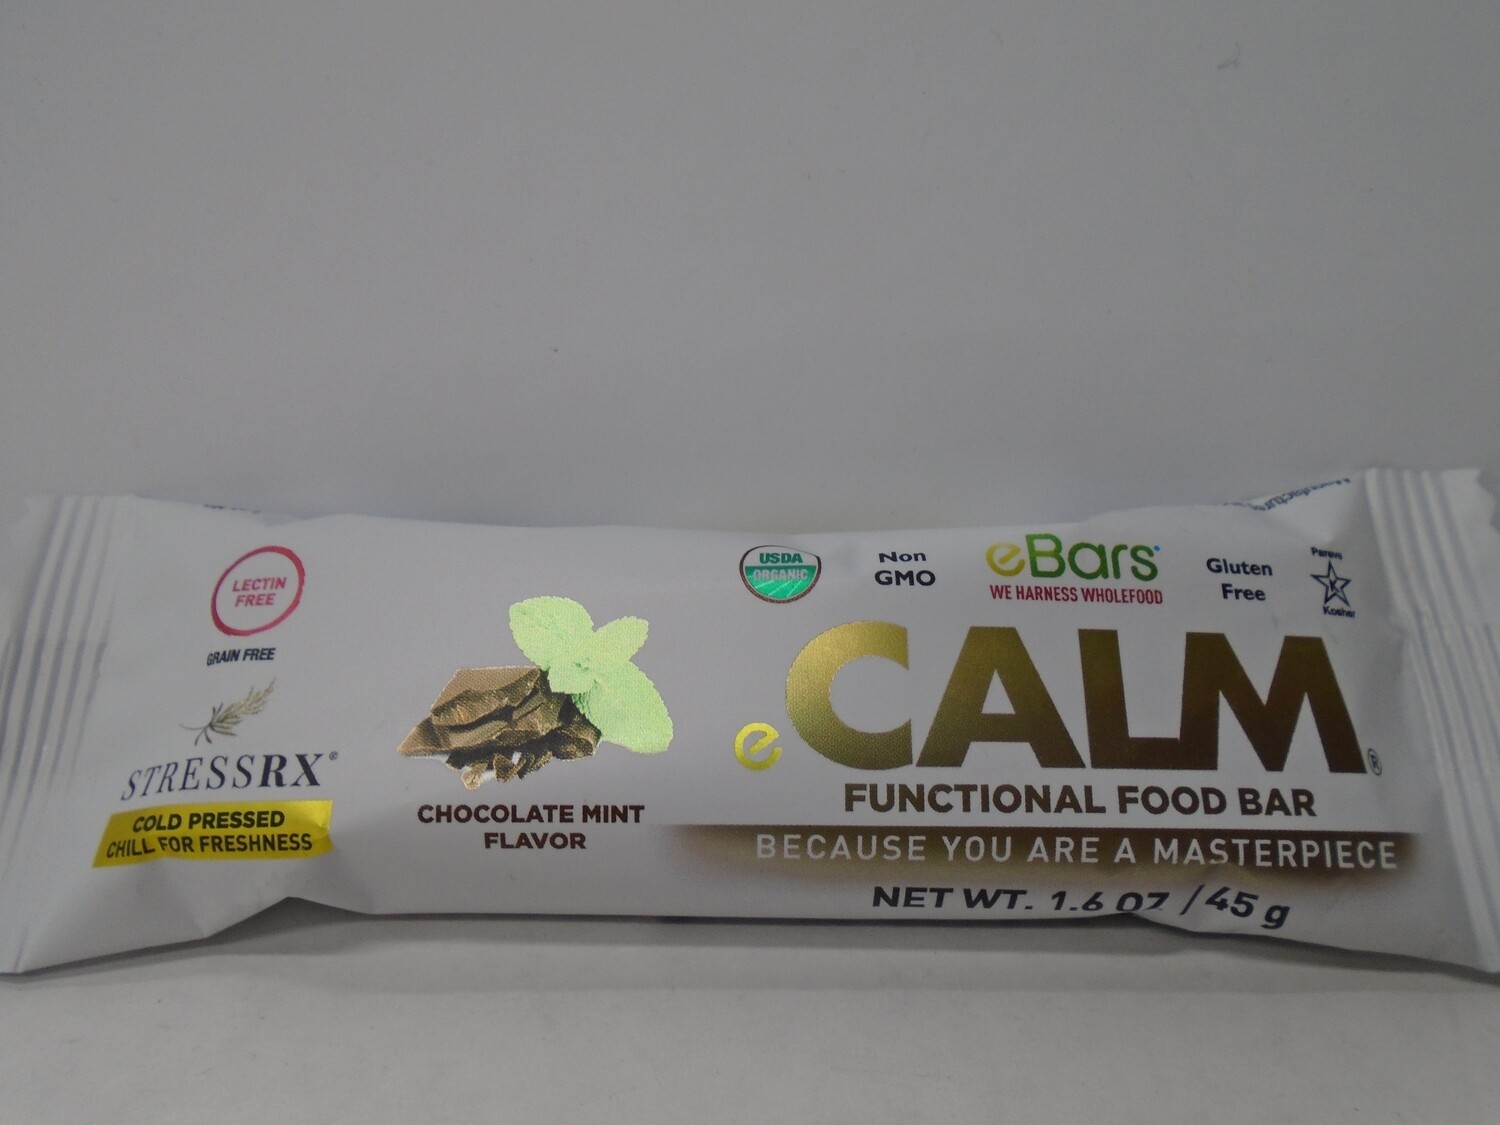 LECTIN
FREE
GRAIN FREE
STRESSRX®
COLD PRESSED
CHILL FOR FRESHNESS
CHOCOLATE MINT
FLAVOR
USDA
ORGANIC
Non
GMO
eBars
WE HARNESS WHOLEFOOD
Gluten
Free
Pareve
K
Kosher
eCALM®
FUNCTIONAL FOOD BAR
BECAUSE YOU ARE A MASTERPIECE
NET WT. 1.6 OZ / 45 g